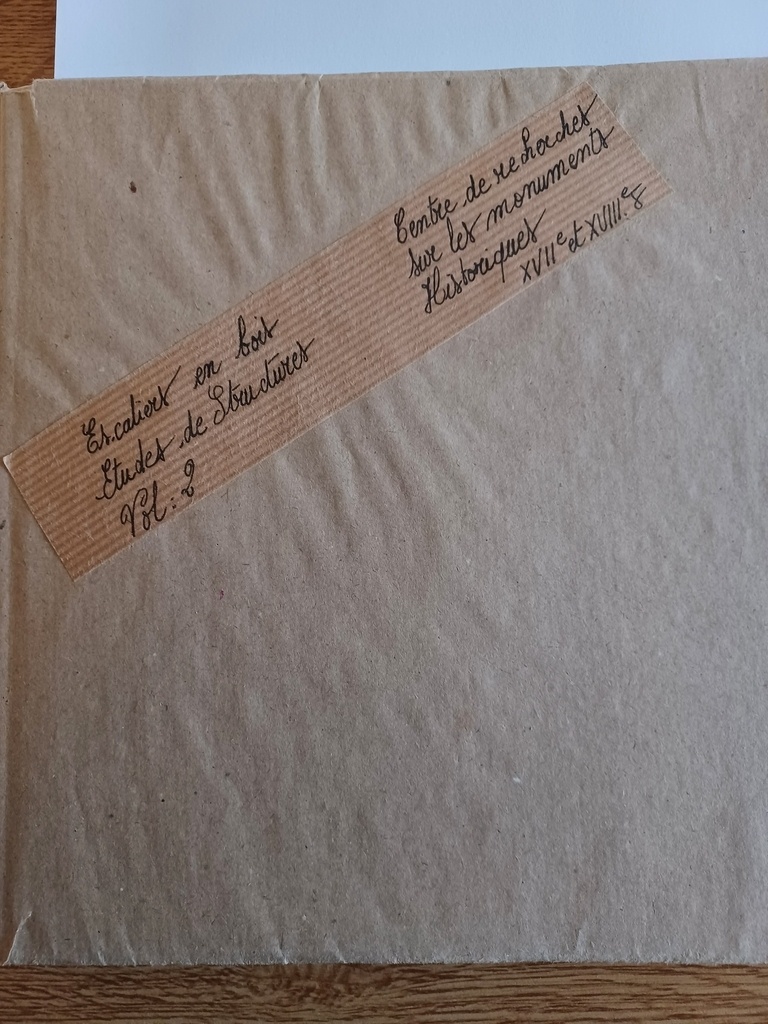 Escaliers en bois
Etudes de Structures
Vol: 2
Centre de recherches
sur les monuments
Historiques
XVIIe et XVIIIe s